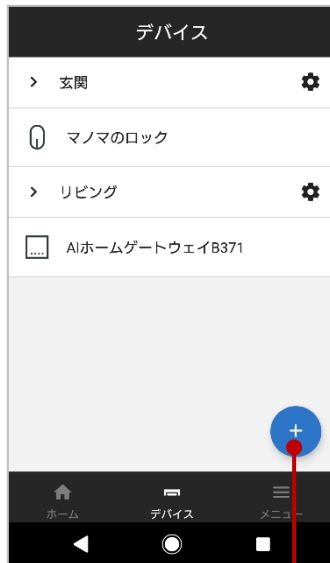 デバイス
玄関
マノマのロック
リビング
AIホームゲートウェイB371
ホーム
デバイス
メニュー